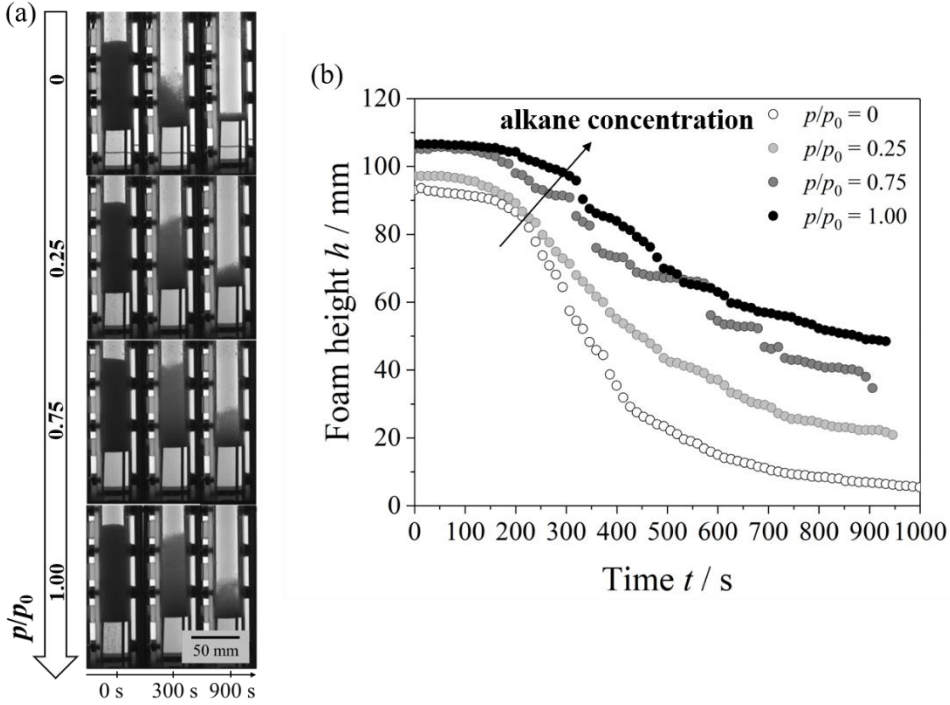 (a)
0
0.25
0.75
1.00
p/p0
50 mm
0 s 300 s 900 s
(b)
Foam height h / mm
120
100
80
60
40
20
0
alkane concentration
p/p0 = 0
p/p0 = 0.25
p/p0 = 0.75
p/p0 = 1.00
0 100 200 300 400 500 600 700 800 900 1000
Time t / s